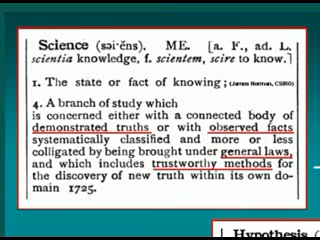 Science (səi·ĕns). ME. [a. F., ad. L.
scientia knowledge, f. scientem, scire to know.]
1. The state or fact of knowing; (James Norman, CSIRO)
4. A branch of study which
is concerned either with a connected body of
demonstrated truths or with observed facts
systematically classified and more or less
colligated by being brought under general laws,
and which includes trustworthy methods for
the discovery of new truth within its own do-
main 1725.
Hypothesis